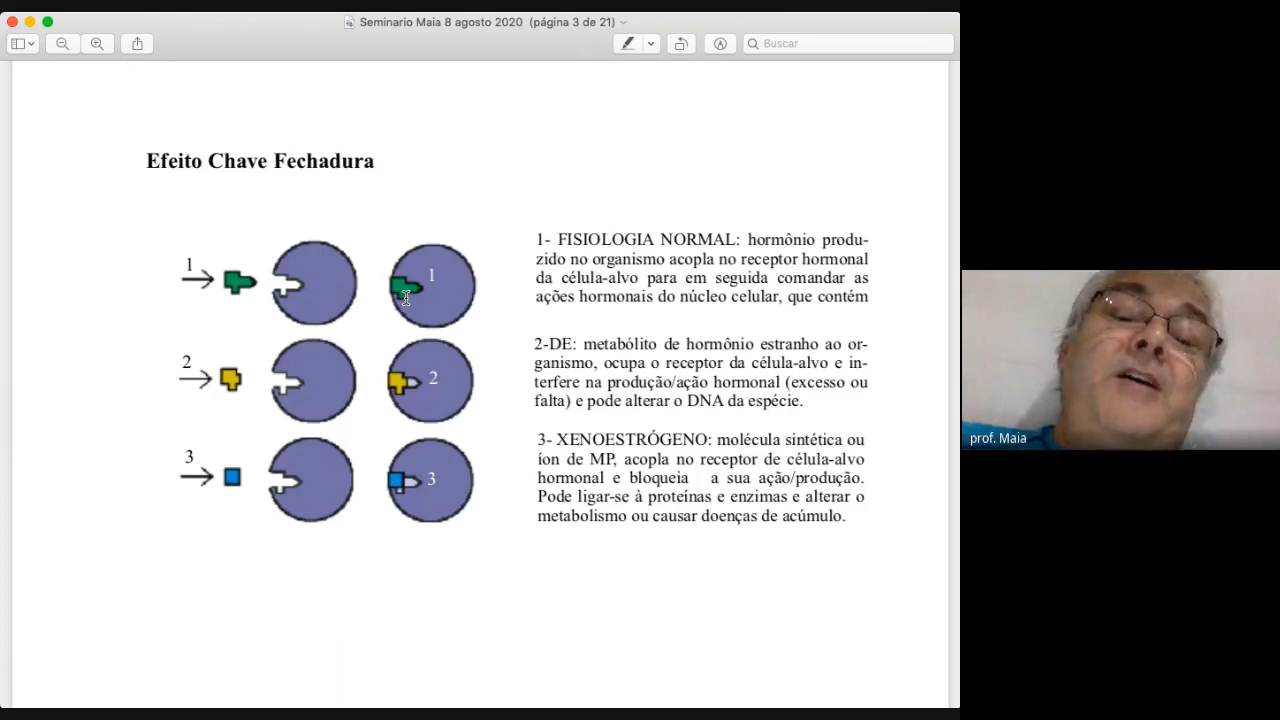 Seminario Maia 8 agosto 2020 (página 3 de 21)
Buscar
Efeito Chave Fechadura
1
1
1- FISIOLOGIA NORMAL: hormônio produ-
zido no organismo acopla no receptor hormonal
da célula-alvo para em seguida comandar as
ações hormonais do núcleo celular, que contém
2
2
2-DE: metabólito de hormônio estranho ao or-
ganismo, ocupa o receptor da célula-alvo e in-
terfere na produção/ação hormonal (excesso ou
falta) e pode alterar o DNA da espécie.
3
3
3- XENOESTRÓGENO: molécula sintética ou
íon de MP, acopla no receptor de célula-alvo
hormonal e bloqueia a sua ação/produção.
Pode ligar-se à proteínas e enzimas e alterar o
metabolismo ou causar doenças de acúmulo.
prof. Maia